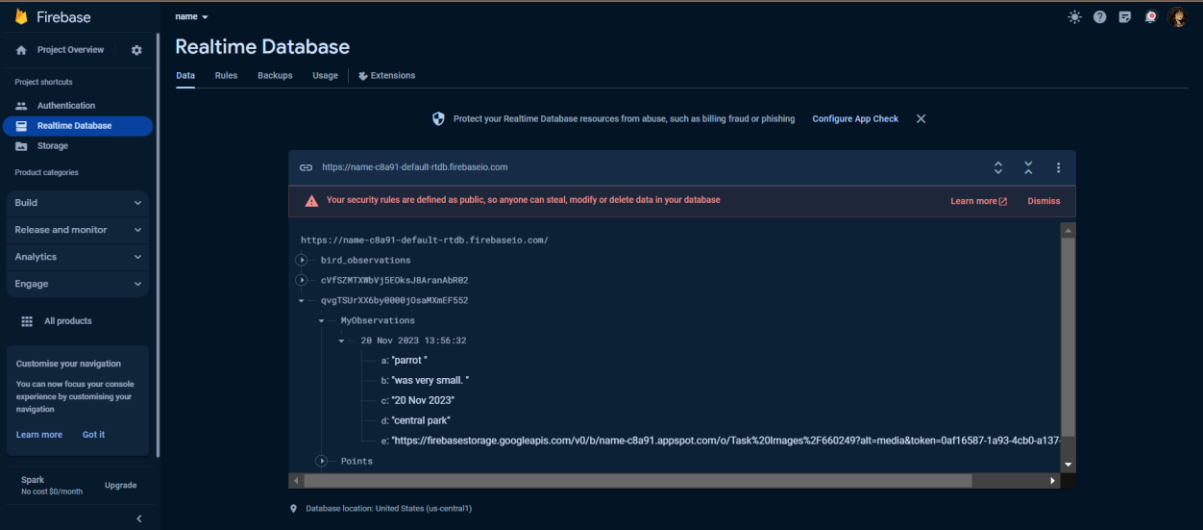 Firebase
name
Project Overview
Project shortcuts
Authentication
Realtime Database
Storage
Product categories
Build
Release and monitor
Analytics
Engage
All products
Customise your navigation
You can now focus your console
experience by customising your
navigation
Learn more Got it
Spark
No cost $0/month
Upgrade
Realtime Database
Data Rules Backups Usage Extensions
Protect your Realtime Database resources from abuse, such as billing fraud or phishing Configure App Check
https://name-c8a91-default-rtdb.firebaseio.com
Your security rules are defined as public, so anyone can steal, modify or delete data in your database Learn more Dismiss
https://name-c8a91-default-rtdb.firebaseio.com/
bird_observations
cVfSZMTXWbVj5EOksJ8AranAbR02
qvgTSUrXX6by0000jOsaMXmEF552
MyObservations
20 Nov 2023 13:56:32
a: "parrot "
b: "was very small. "
c: "20 Nov 2023"
d: "central park"
e: "https://firebasestorage.googleapis.com/v0/b/name-c8a91.appspot.com/o/Task%20Images%2F660249?alt=media&token=0af16587-1a93-4cb0-a137-
Points
Database location: United States (us-central1)